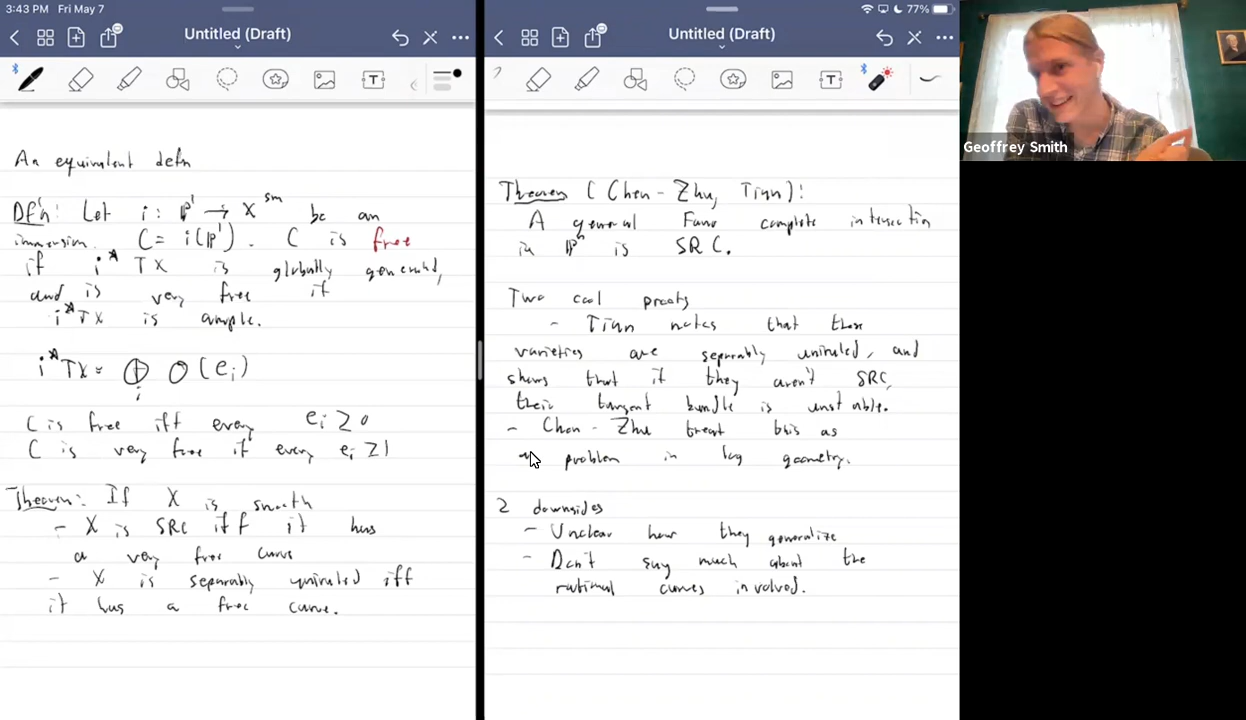 3:43 PM Fri May 7
77%
Untitled (Draft)
Untitled (Draft)
T
T
An equivalent defn
Def'n: Let i: ℙ¹ → X^sm be an
immersion. C = i(ℙ¹). C is free
if i* TX is globally generated,
and is very free if
i*TX is ample.
i*TX = ⊕_i O(e_i)
C is free iff every e_i ≥ 0
C is very free if every e_i ≥ 1
Theorem: If X is smooth
- X is SRC iff it has
a very free curve
- X is separably uniruled iff
it has a free curve.
Theorem (Chen - Zhu, Tian):
A general Fano complete intersection
in ℙⁿ is SRC.
Two cool proofs
- Tian notes that these
varieties are separably uniruled, and
shows that if they aren't SRC,
their tangent bundle is unstable.
- Chen - Zhu treat this as
problem in log geometry.
2 downsides
- Unclear how they generalize
- Don't say much about the
rational curves involved.
Geoffrey Smith